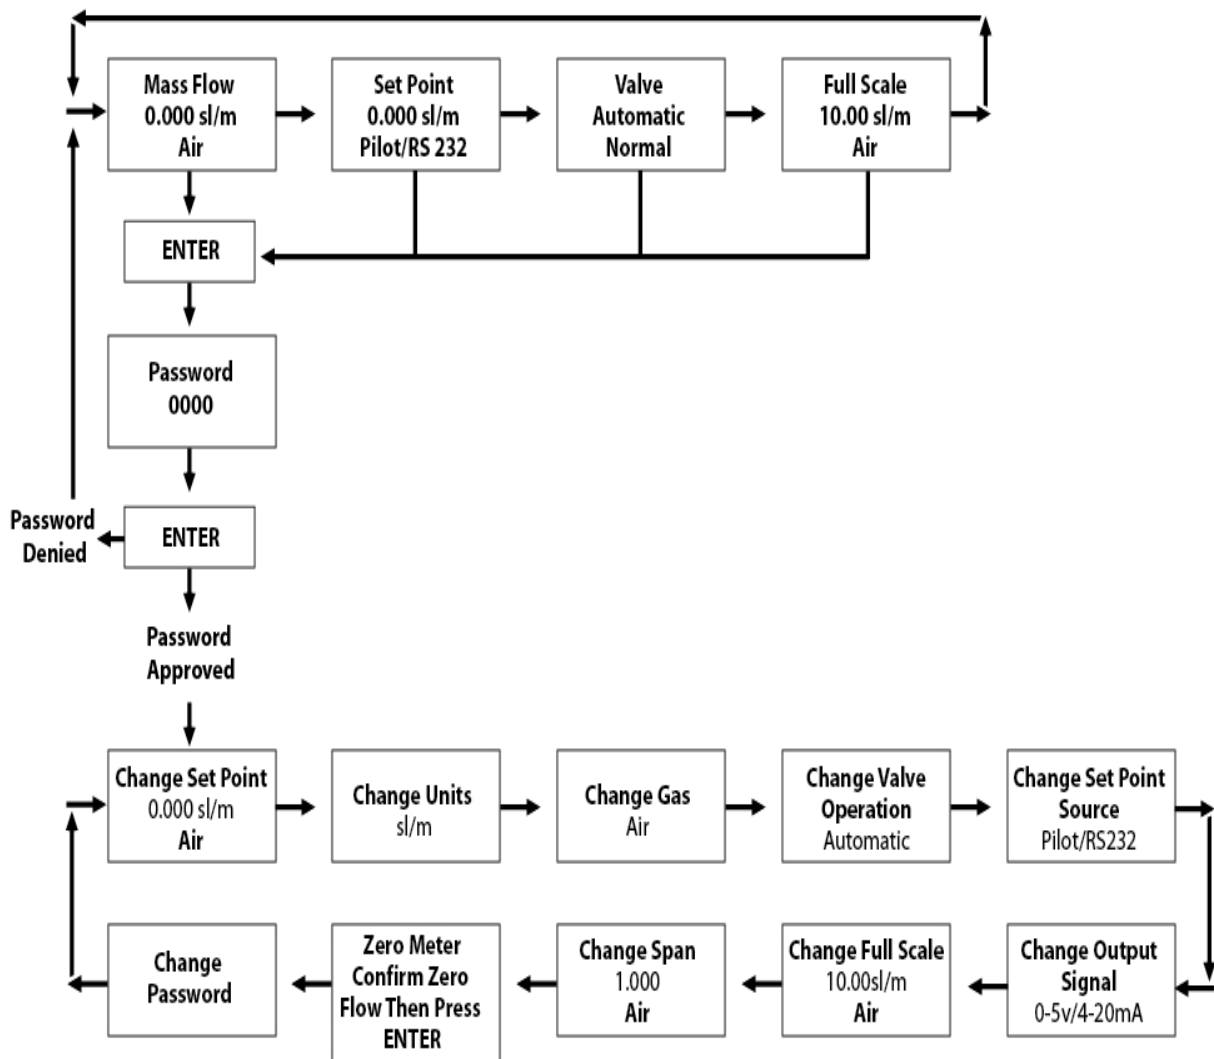 Mass Flow
0.000 sl/m
Air
Set Point
0.000 sl/m
Pilot/RS 232
Valve
Automatic
Normal
Full Scale
10.00 sl/m
Air
ENTER
Password
0000
Password
Denied
ENTER
Password
Approved
Change Set Point
0.000 sl/m
Air
Change Units
sl/m
Change Gas
Air
Change Valve
Operation
Automatic
Change Set Point
Source
Pilot/RS232
Change
Password
Zero Meter
Confirm Zero
Flow Then Press
ENTER
Change Span
1.000
Air
Change Full Scale
10.00sl/m
Air
Change Output
Signal
0-5v/4-20mA